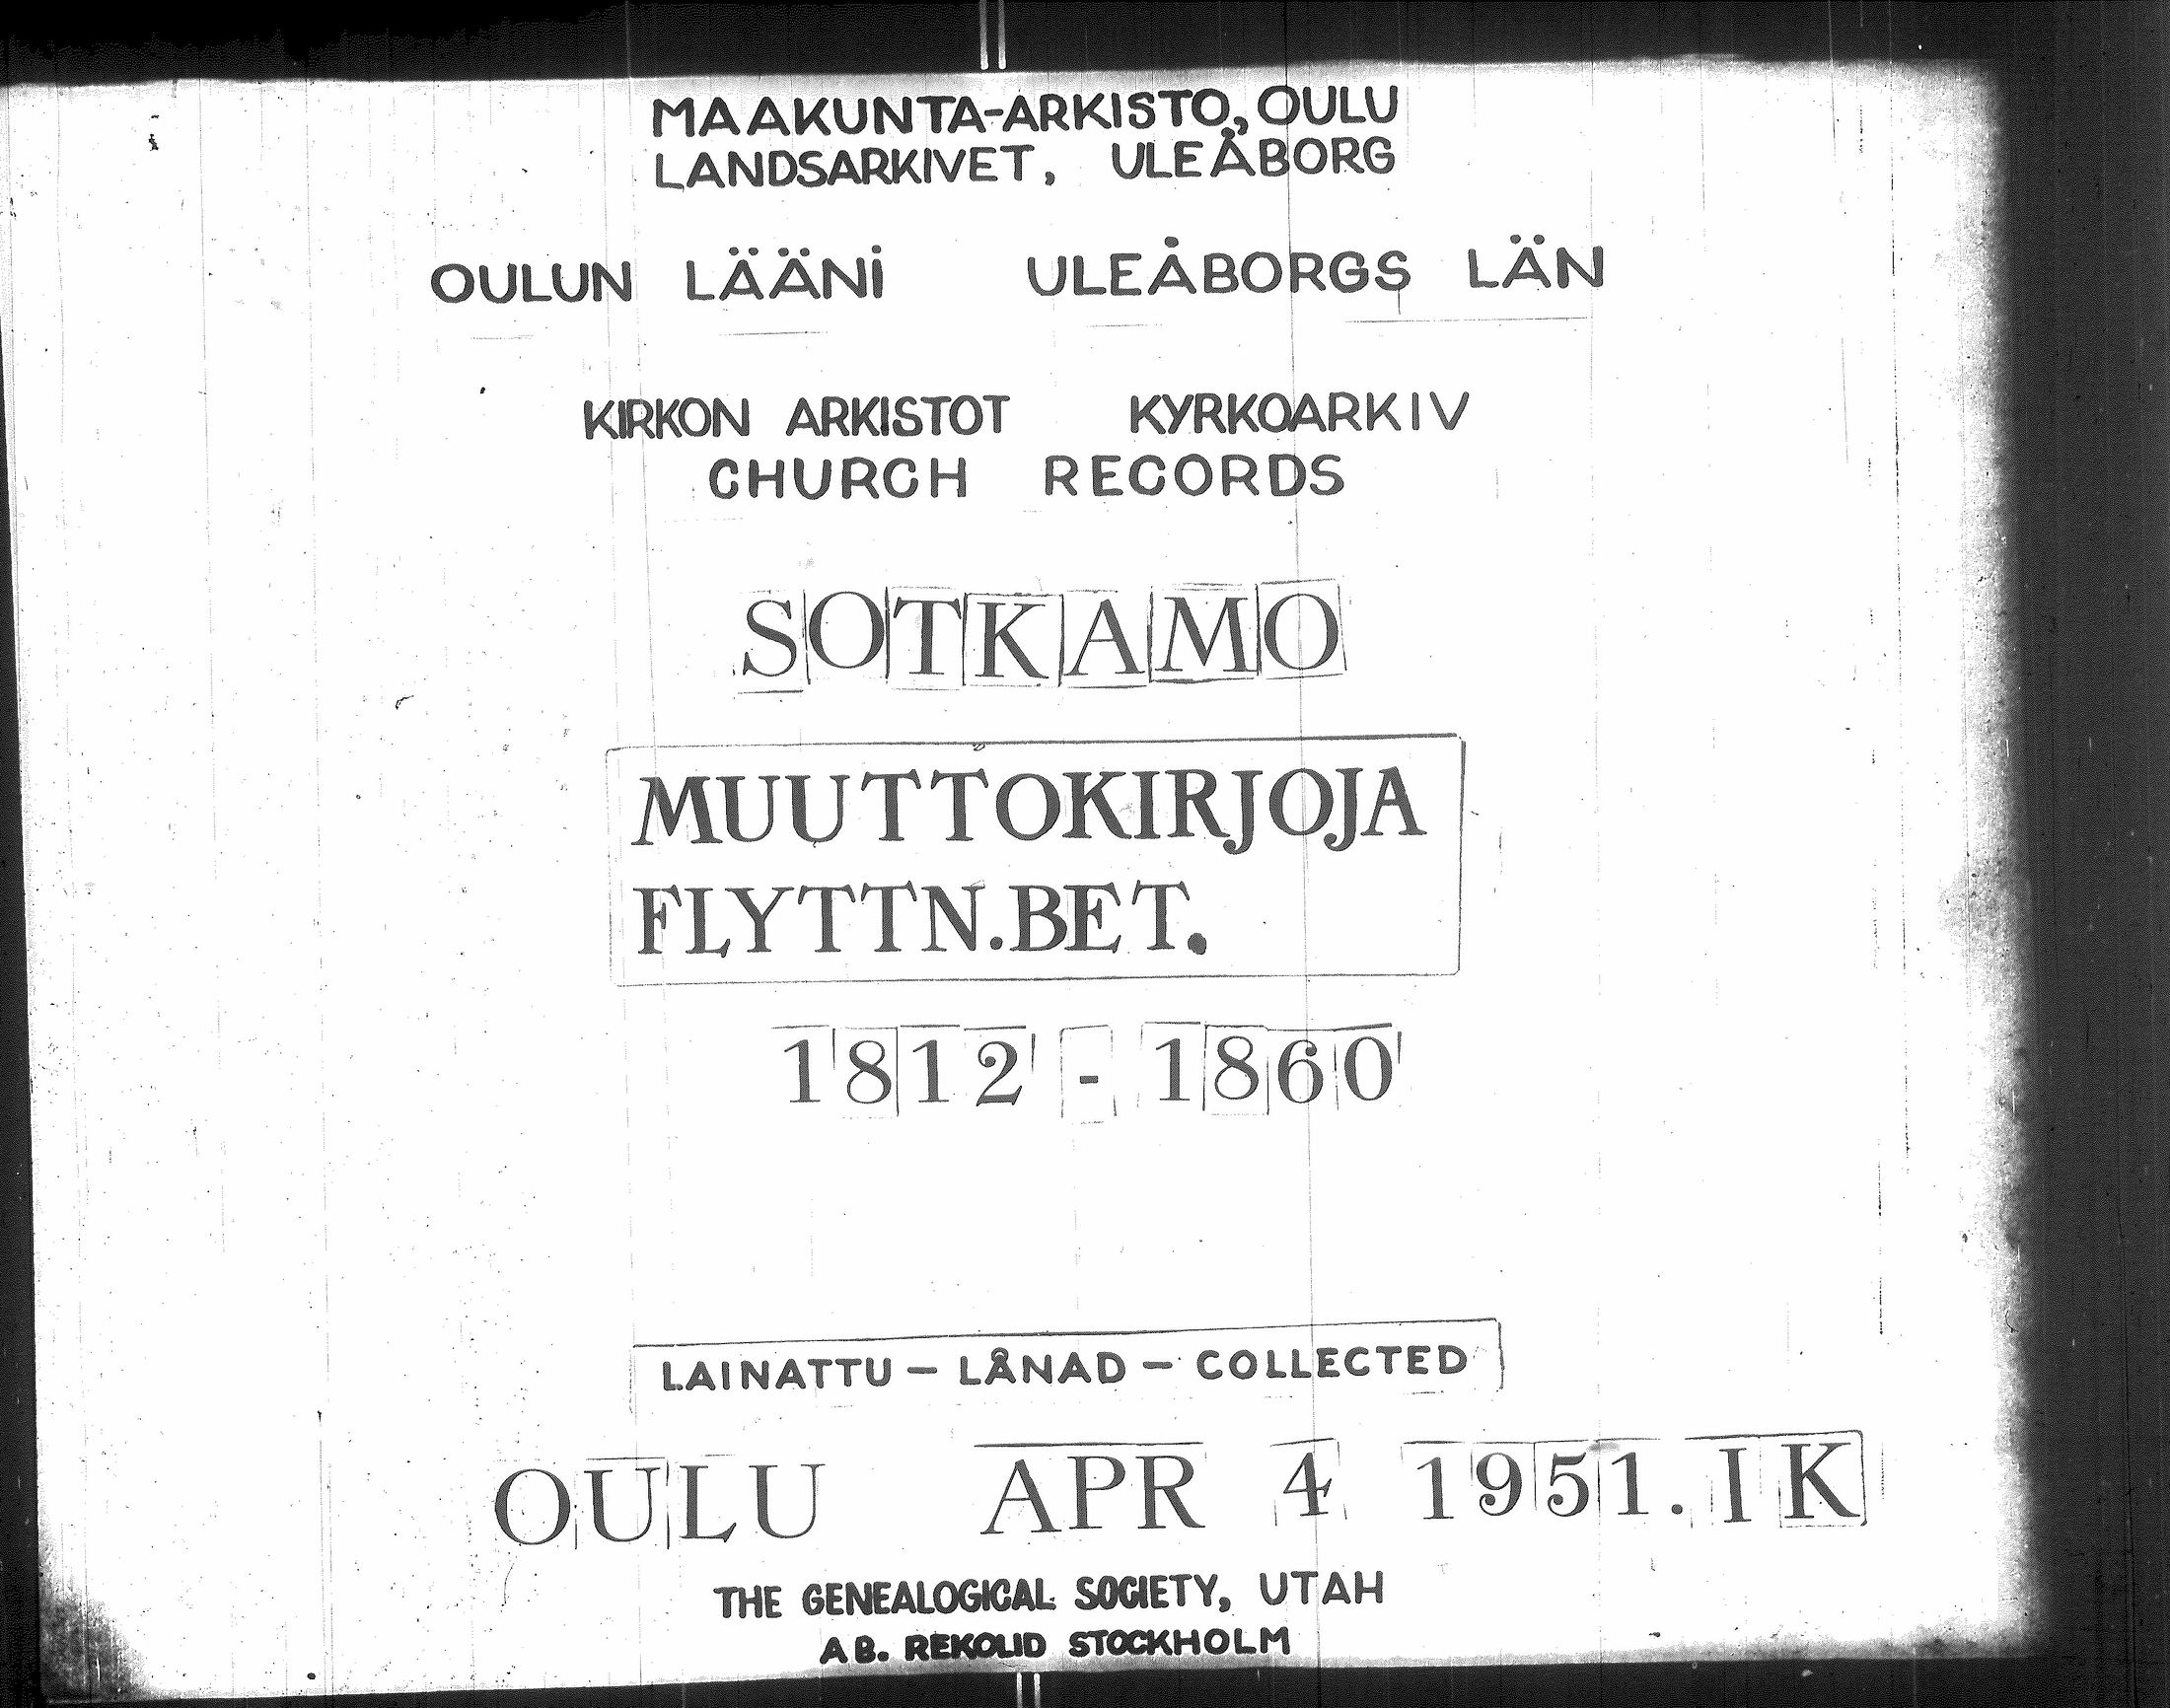 MAAKUNTA-ARKISTO, OULU
LANDSARKIVET, ULEÅBORG
OULUN LÄÄNI ULEÅBORGS LÄN
KIRKON ARKISTOT KYRKOARKIV
CHURCH RECORDS
SOTKAMO
MUUTTOKIRJOJA
FLYTTN.BET.
1812 - 1860
LAINATTU - LÅNAD - COLLECTED
OULU APR 4 1951. IK
THE GENEALOGICAL SOCIETY, UTAH
AB. REKOLID STOCKHOLM